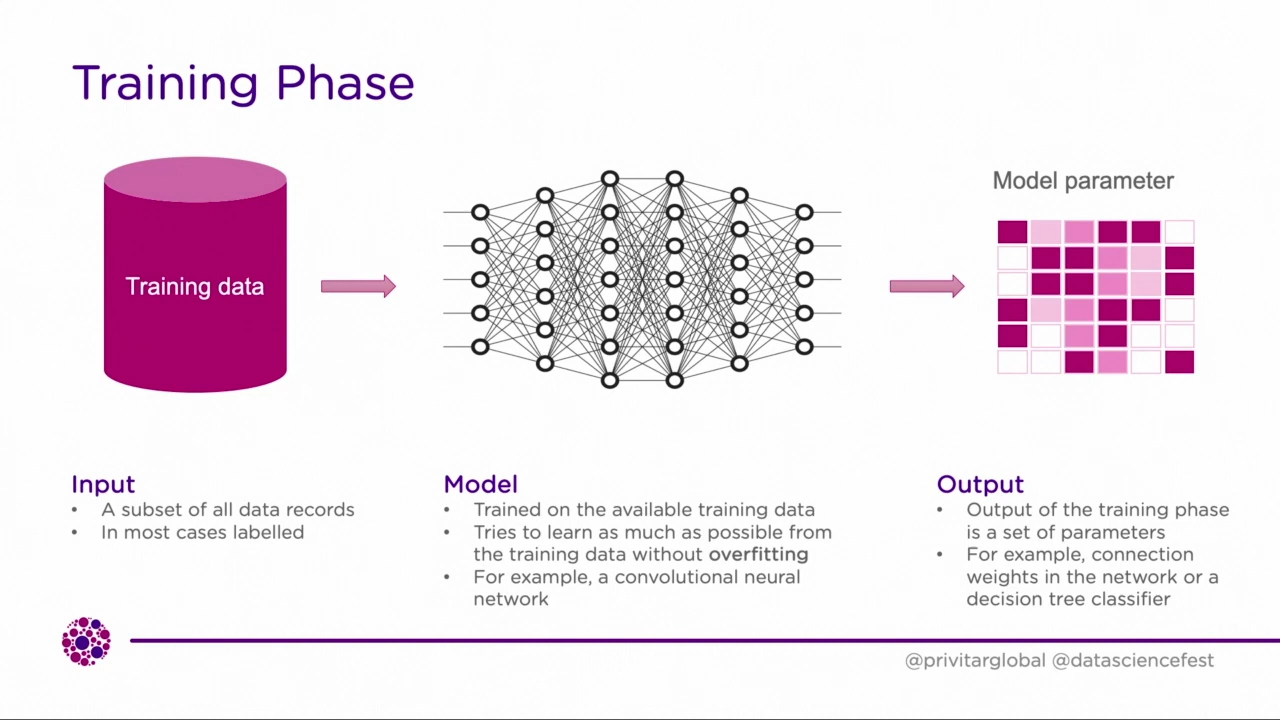 Training Phase
Training data
Model parameter
Input
• A subset of all data records
• In most cases labelled
Model
• Trained on the available training data
• Tries to learn as much as possible from
the training data without overfitting
• For example, a convolutional neural
network
Output
• Output of the training phase
is a set of parameters
• For example, connection
weights in the network or a
decision tree classifier
@privitarglobal @datasciencefest